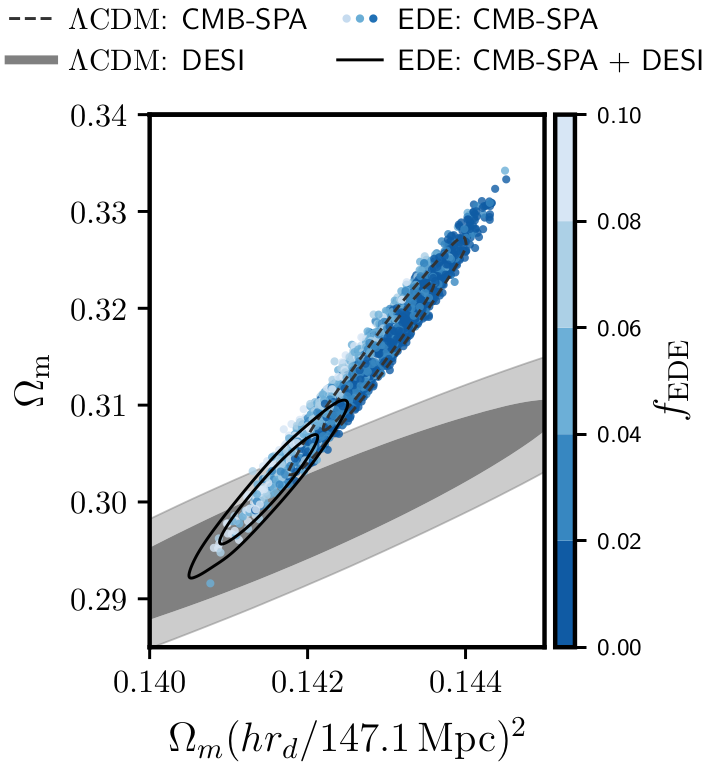 ΛCDM: CMB-SPA EDE: CMB-SPA
ΛCDM: DESI EDE: CMB-SPA + DESI
0.34
0.33
0.32
0.31
0.30
0.29
Ωm
0.140 0.142 0.144
Ωm(hrd/147.1 Mpc)²
0.10
0.08
0.06
0.04
0.02
0.00
fEDE